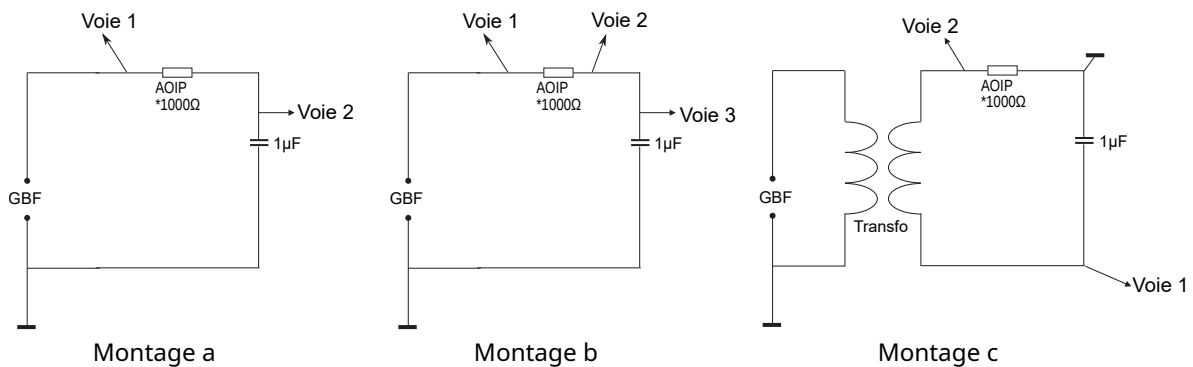 Voie 1
AOIP
*1000Ω
Voie 2
1µF
GBF
Montage a
Voie 1
Voie 2
AOIP
*1000Ω
Voie 3
1µF
GBF
Montage b
Voie 2
AOIP
*1000Ω
1µF
GBF
Transfo
Voie 1
Montage c